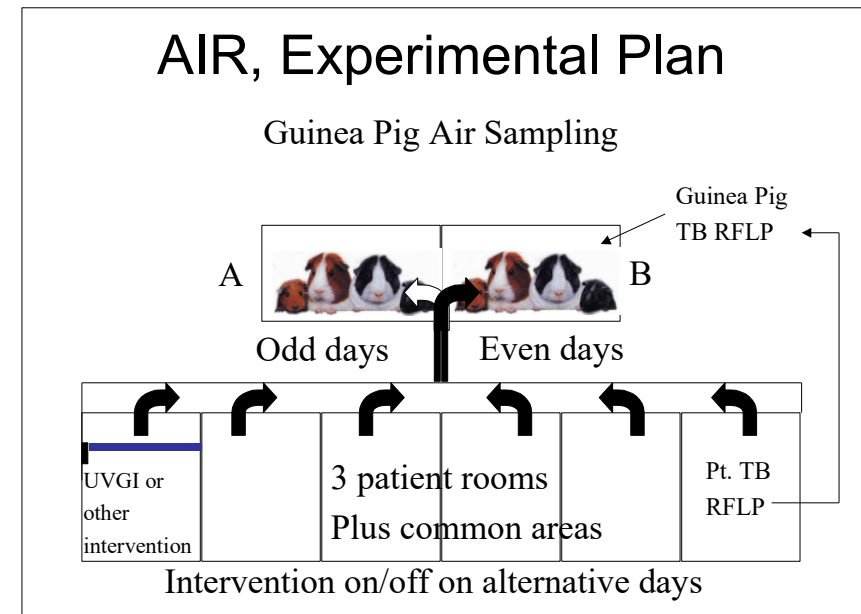 AIR, Experimental Plan
Guinea Pig Air Sampling
Guinea Pig
TB RFLP
A
B
Odd days
Even days
UVGI or
other
intervention
3 patient rooms
Plus common areas
Pt. TB
RFLP
Intervention on/off on alternative days